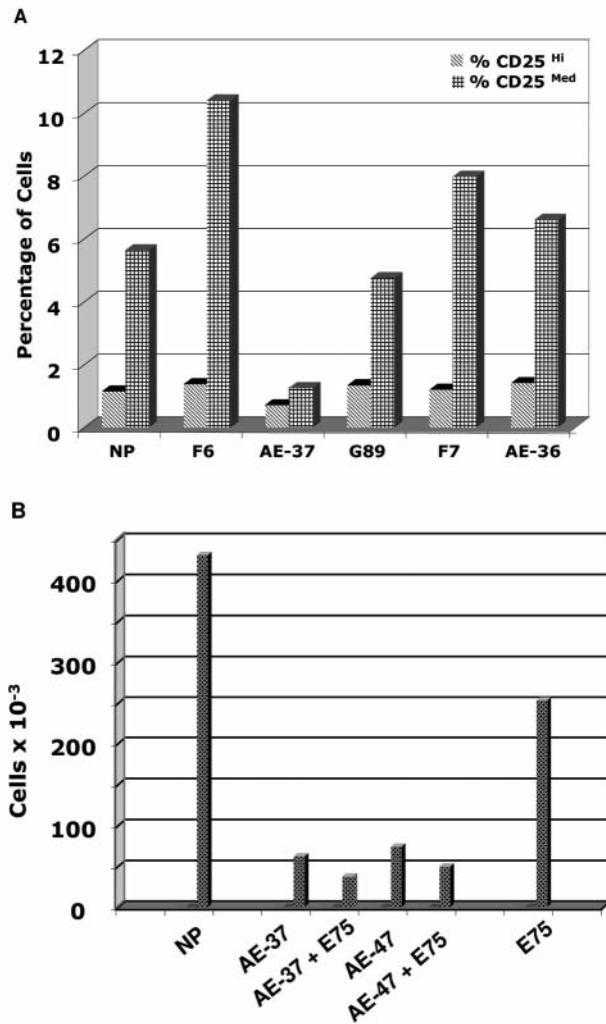 A
12
10
8
6
4
2
0
Percentage of Cells
% CD25 Hi
% CD25 Med
NP F6 AE-37 G89 F7 AE-36
B
400
300
200
100
0
Cells x 10-3
NP AE-37 AE-37 + E75 AE-47 AE-47 + E75 E75